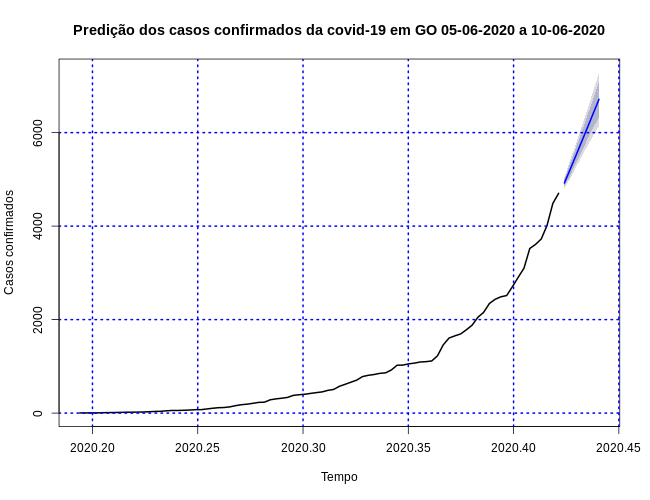 Predição dos casos confirmados da covid-19 em GO 05-06-2020 a 10-06-2020
Casos confirmados
6000
4000
2000
0
2020.20 2020.25 2020.30 2020.35 2020.40 2020.45
Tempo